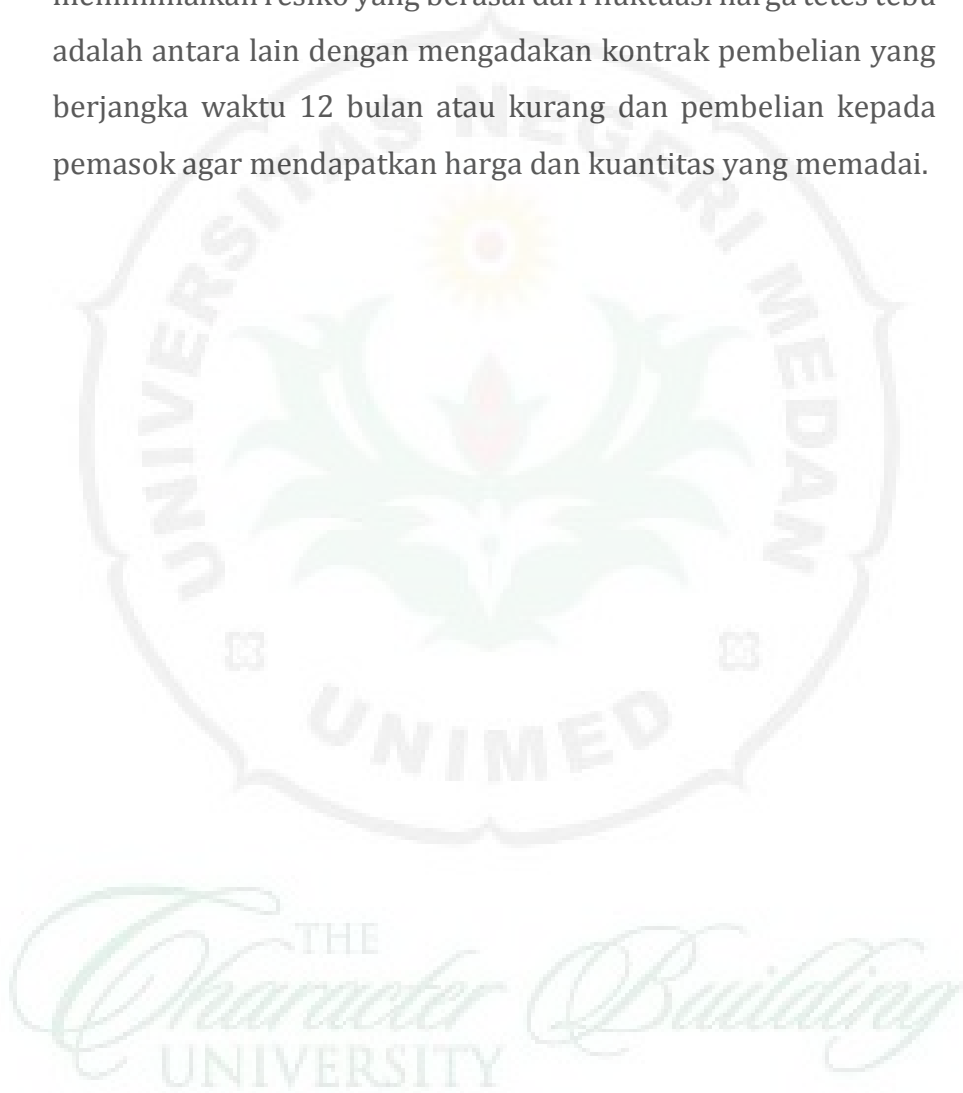 meminimalkan resiko yang berasal dari fluktuasi harga tetes tebu
adalah antara lain dengan mengadakan kontrak pembelian yang
berjangka waktu 12 bulan atau kurang dan pembelian kepada
pemasok agar mendapatkan harga dan kuantitas yang memadai.
UNIVERSITAS NEGERI MEDAN
UNIMED
THE
Character Building
UNIVERSITY